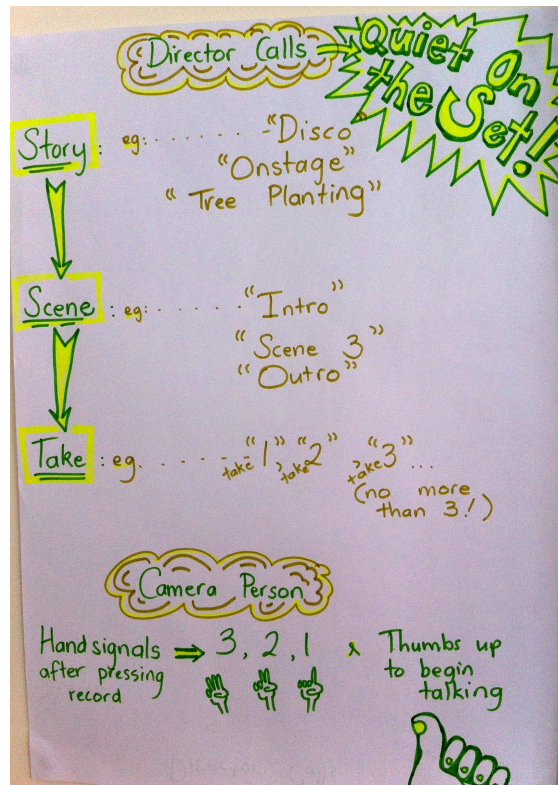 Director Calls
Quiet On
the Set!!
Story : eg: . . . . . . . - "Disco"
"Onstage"
"Tree Planting"
Scene : eg: . . . . . . "Intro"
"Scene 3"
"Outro"
Take : eg. . . . . - take "1", take "2", take "3" ...
(no more
than 3!)
Camera Person
Hand signals
after pressing
record
⇒ 3, 2, 1 &
Thumbs up
to begin
talking
Director Calls